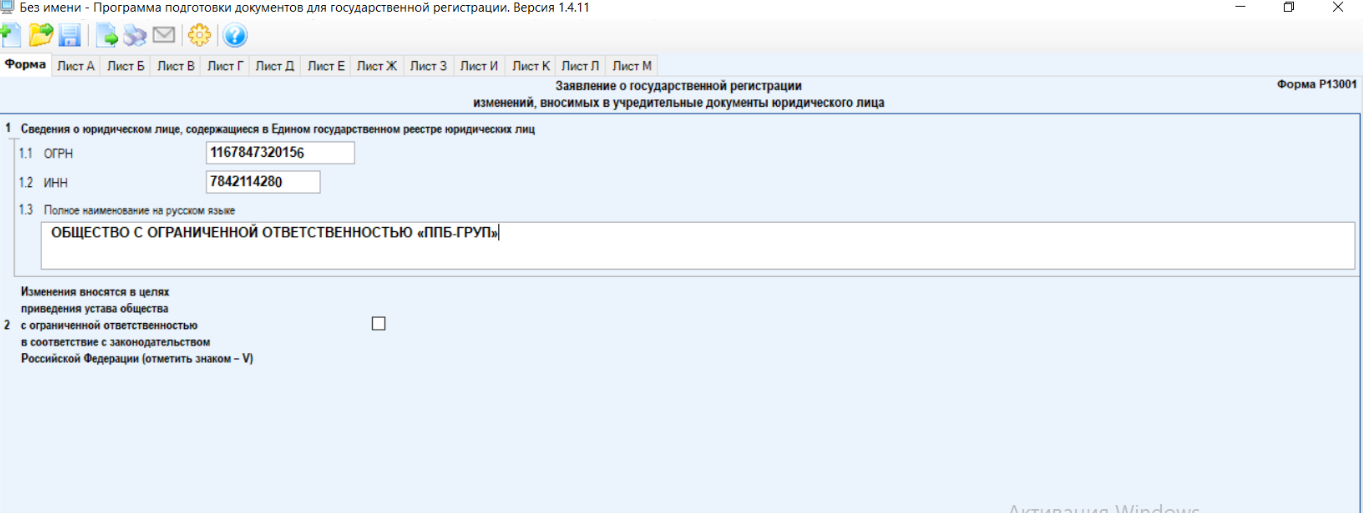 Без имени - Программа подготовки документов для государственной регистрации. Версия 1.4.11
Форма Лист А Лист Б Лист В Лист Г Лист Д Лист Е Лист Ж Лист З Лист И Лист К Лист Л Лист М
Заявление о государственной регистрации
Форма Р13001
изменений, вносимых в учредительные документы юридического лица
1 Сведения о юридическом лице, содержащиеся в Едином государственном реестре юридических лиц
1.1 ОГРН 1167847320156
1.2 ИНН 7842114280
1.3 Полное наименование на русском языке
ОБЩЕСТВО С ОГРАНИЧЕННОЙ ОТВЕТСТВЕННОСТЬЮ «ППБ-ГРУП»
Изменения вносятся в целях
приведения устава общества
2 с ограниченной ответственностью
в соответствие с законодательством
Российской Федерации (отметить знаком – V)
Активация Windows